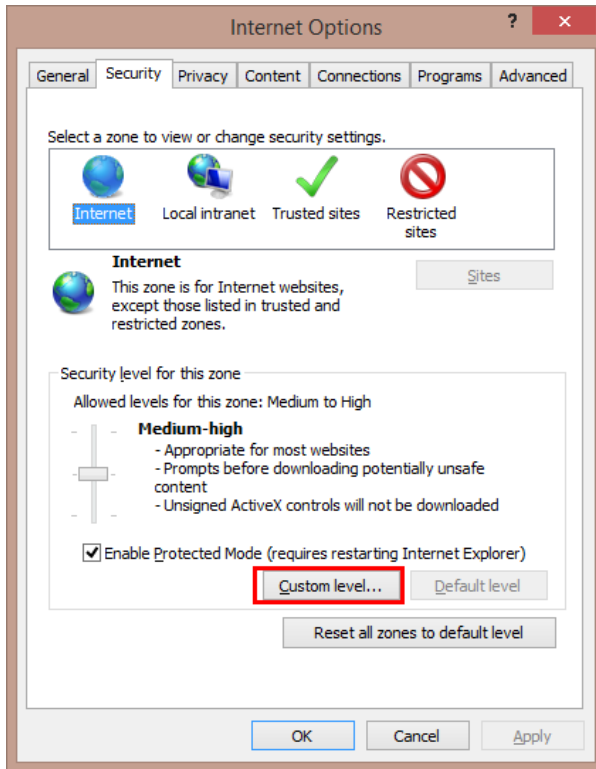 Internet Options
?
×
General Security Privacy Content Connections Programs Advanced
Select a zone to view or change security settings.
Internet Local intranet Trusted sites Restricted
sites
Internet
Sites
This zone is for Internet websites,
except those listed in trusted and
restricted zones.
Security level for this zone
Allowed levels for this zone: Medium to High
Medium-high
- Appropriate for most websites
- Prompts before downloading potentially unsafe
content
- Unsigned ActiveX controls will not be downloaded
Enable Protected Mode (requires restarting Internet Explorer)
Custom level... Default level
Reset all zones to default level
OK Cancel Apply